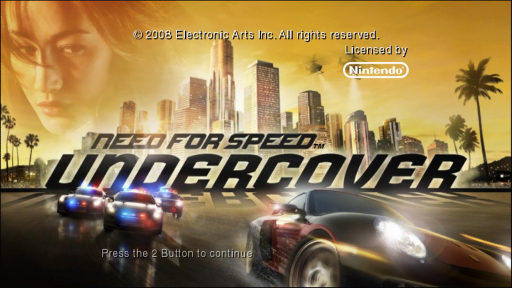 © 2008 Electronic Arts Inc. All rights reserved.
Licensed by
Nintendo
NEED FOR SPEED™
UNDERCOVER
Press the 2 Button to continue